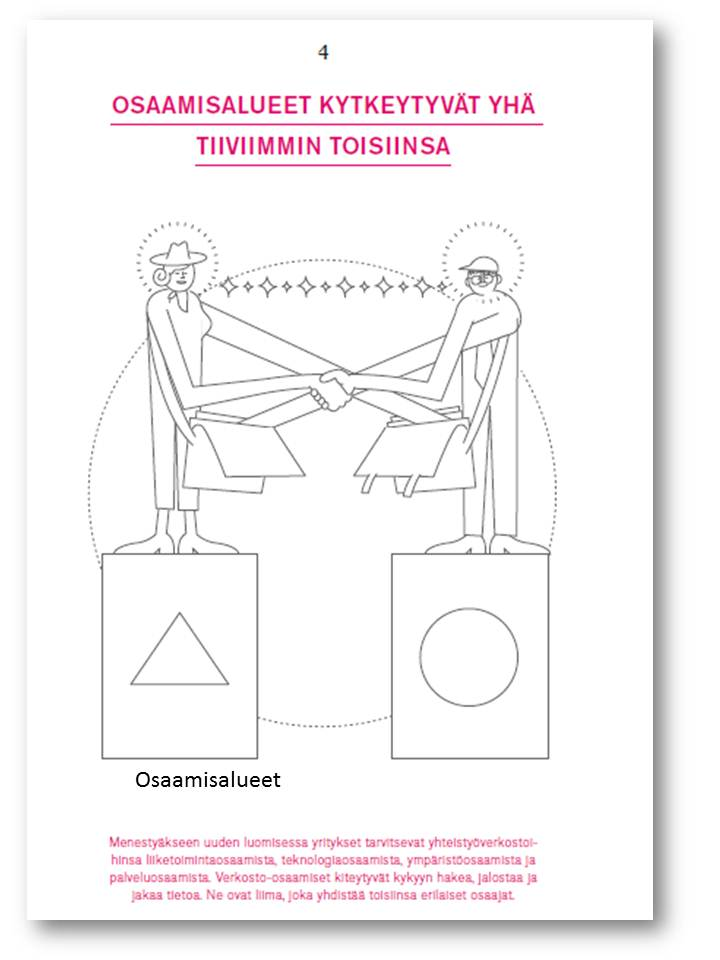 4
OSAAMISALUEET KYTKEYTYVÄT YHÄ
TIIVIIMMIN TOISIINSA
Osaamisalueet
Menestyäkseen uuden luomisessa yritykset tarvitsevat yhteistyöverkostoi-
hinsa liiketoimintaosaamista, teknologiaosaamista, ympäristöosaamista ja
palveluosaamista. Verkosto-osaamiset kiteytyvät kykyyn hakea, jalostaa ja
jakaa tietoa. Ne ovat liima, joka yhdistää toisiinsa erilaiset osaajat.